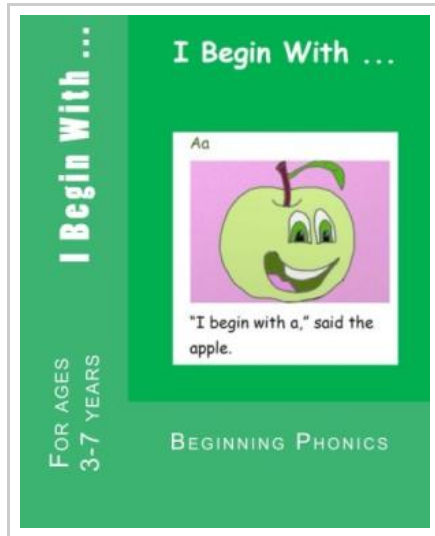 I Begin With ...
I Begin With ...
Aa
"I begin with a," said the
apple.
FOR AGES
3-7 YEARS
BEGINNING PHONICS